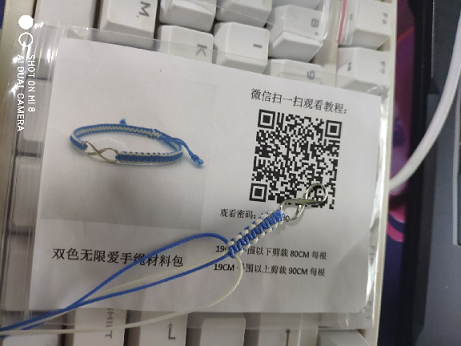 SHOT ON MI 8
AI DUAL CAMERA
微信扫一扫观看教程:
观看密码:
双色无限爱手绳材料包
围以下剪裁 80CM 每根
19CM 手围以上剪裁 90CM 每根
M
K
I
8
9